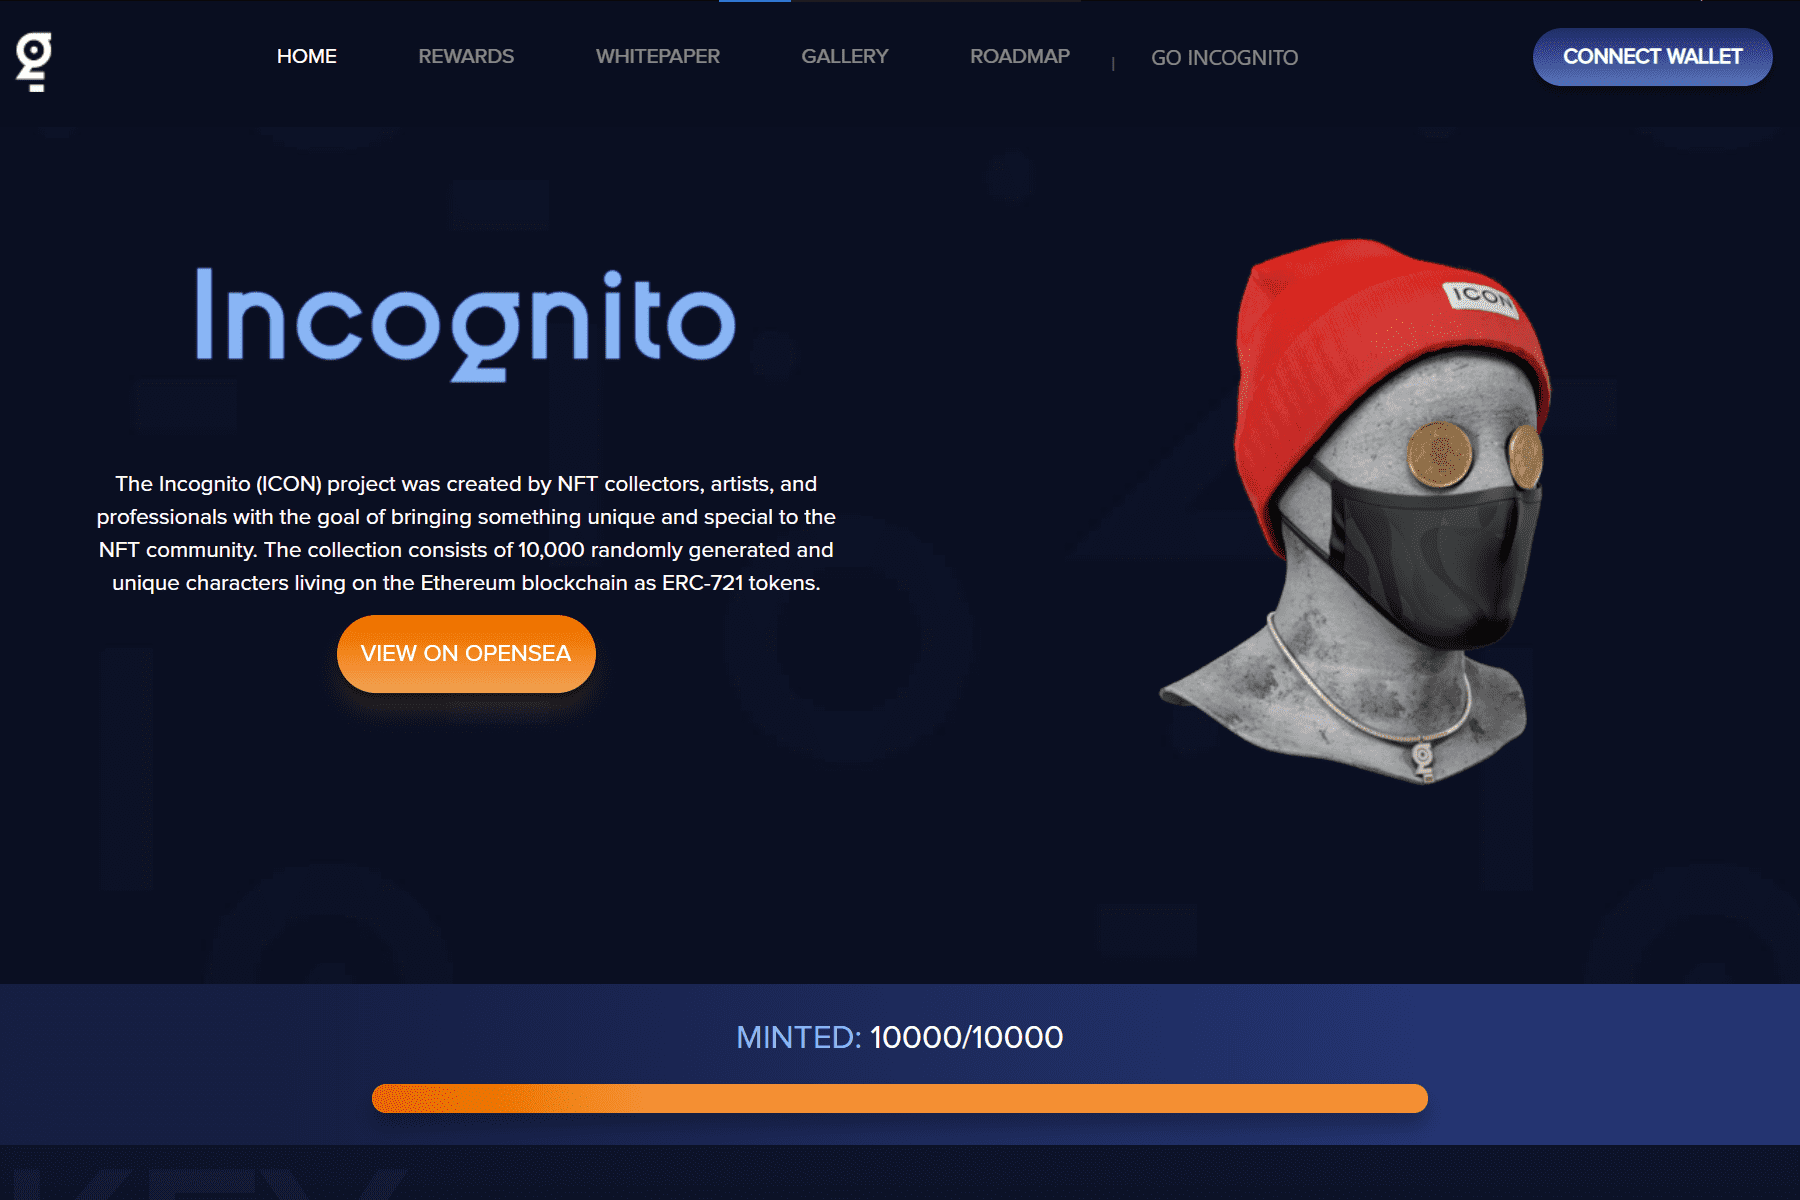 HOME
REWARDS
WHITEPAPER
GALLERY
ROADMAP
|
GO INCOGNITO
CONNECT WALLET
Incognito
ICON
The Incognito (ICON) project was created by NFT collectors, artists, and
professionals with the goal of bringing something unique and special to the
NFT community. The collection consists of 10,000 randomly generated and
unique characters living on the Ethereum blockchain as ERC-721 tokens.
VIEW ON OPENSEA
MINTED: 10000/10000
KEY